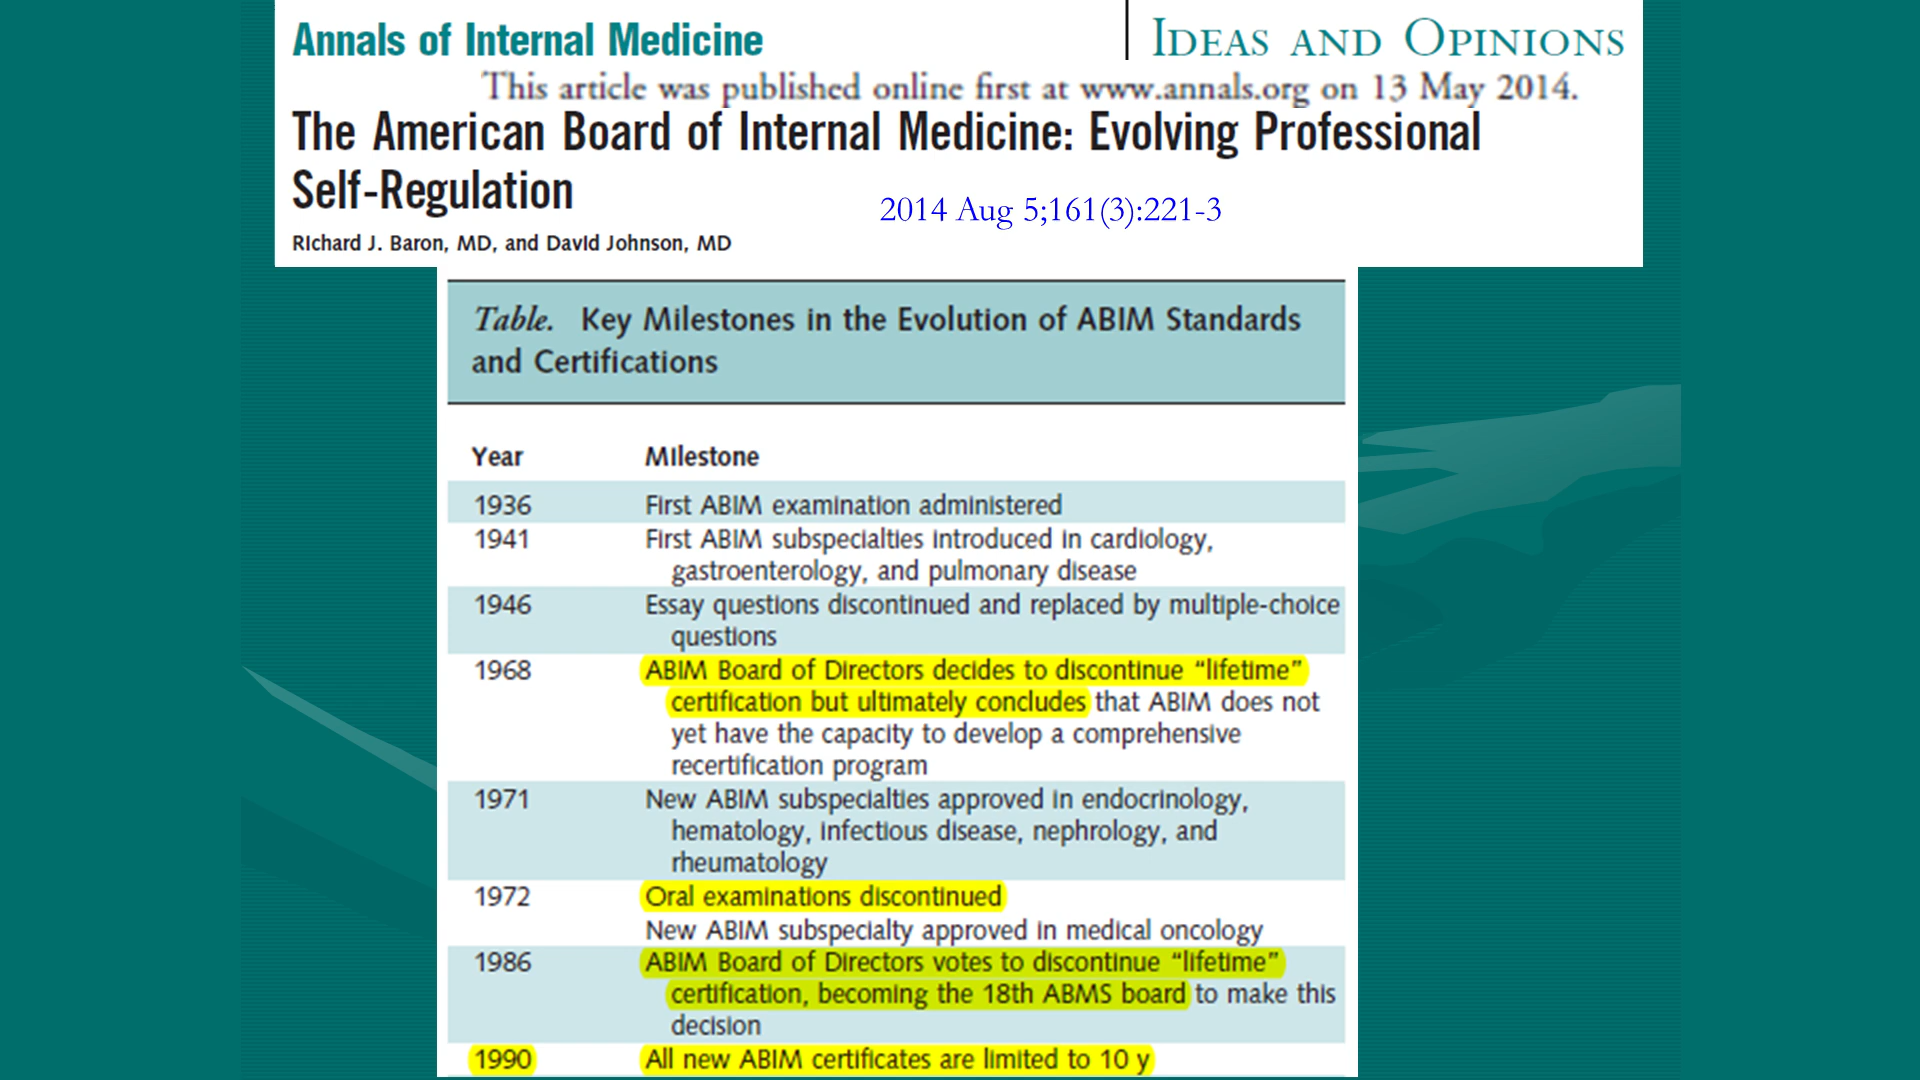 Annals of Internal Medicine
IDEAS AND OPINIONS
This article was published online first at www.annals.org on 13 May 2014.
The American Board of Internal Medicine: Evolving Professional
Self-Regulation
2014 Aug 5;161(3):221-3
Richard J. Baron, MD, and David Johnson, MD
Table. Key Milestones in the Evolution of ABIM Standards
and Certifications
Year Milestone
1936 First ABIM examination administered
1941 First ABIM subspecialties introduced in cardiology,
gastroenterology, and pulmonary disease
1946 Essay questions discontinued and replaced by multiple-choice
questions
1968 ABIM Board of Directors decides to discontinue “lifetime”
certification but ultimately concludes that ABIM does not
yet have the capacity to develop a comprehensive
recertification program
1971 New ABIM subspecialties approved in endocrinology,
hematology, infectious disease, nephrology, and
rheumatology
1972 Oral examinations discontinued
New ABIM subspecialty approved in medical oncology
1986 ABIM Board of Directors votes to discontinue “lifetime”
certification, becoming the 18th ABMS board to make this
decision
1990 All new ABIM certificates are limited to 10 y